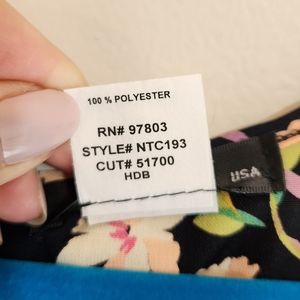 100 % POLYESTER
RN# 97803
STYLE# NTC193
CUT# 51700
HDB
USA